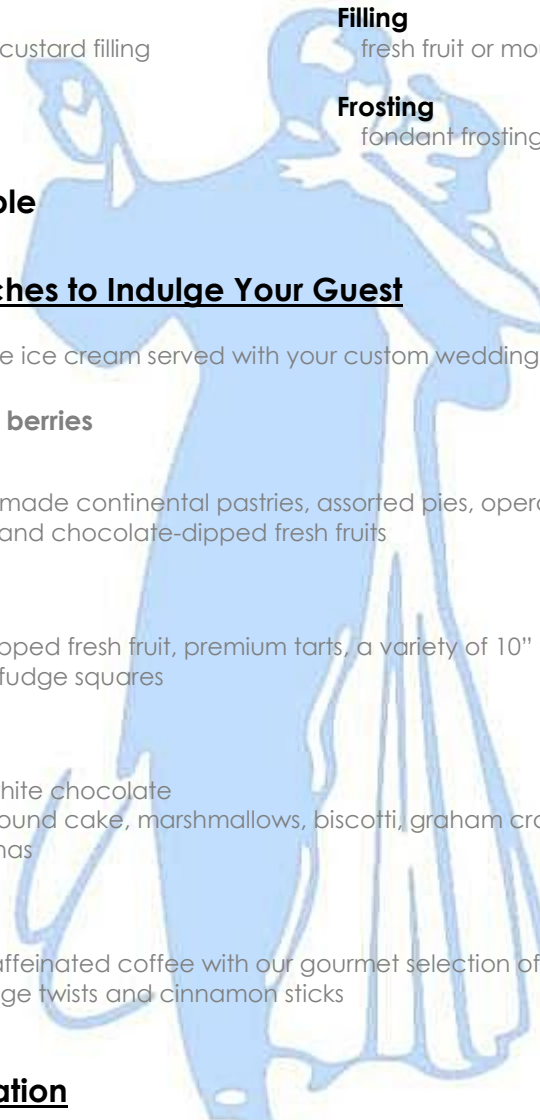 Filling
custard filling
fresh fruit or mou
Frosting
fondant frosting
ble
ches to Indulge Your Guest
e ice cream served with your custom wedding
berries
made continental pastries, assorted pies, opera
and chocolate-dipped fresh fruits
pped fresh fruit, premium tarts, a variety of 10”
fudge squares
hite chocolate
ound cake, marshmallows, biscotti, graham cra
nas
affeinated coffee with our gourmet selection of
ge twists and cinnamon sticks
ation